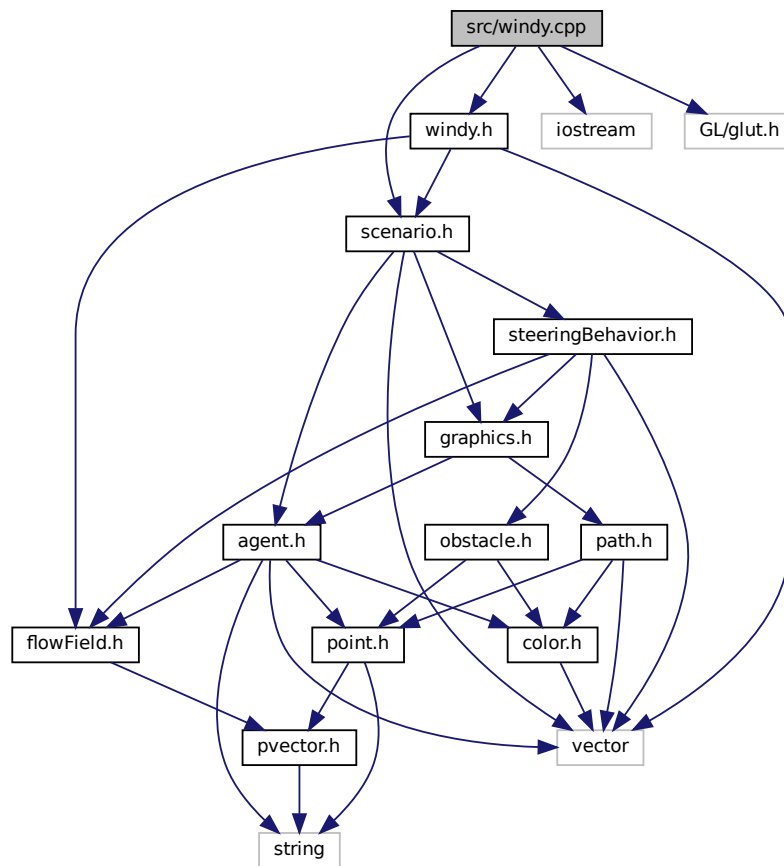 src/windy.cpp
windy.h
iostream
GL/glut.h
scenario.h
steeringBehavior.h
graphics.h
agent.h
obstacle.h
path.h
flowField.h
point.h
color.h
pvector.h
vector
string